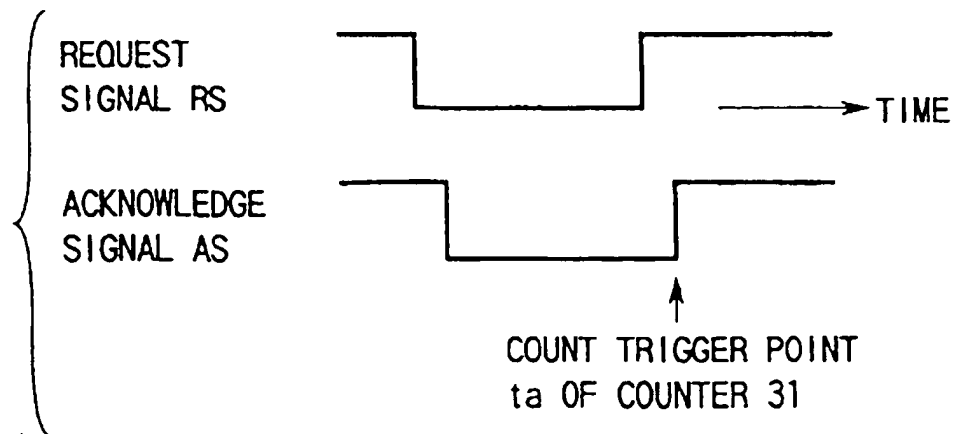 REQUEST
SIGNAL RS
TIME
ACKNOWLEDGE
SIGNAL AS
COUNT TRIGGER POINT
ta OF COUNTER 31